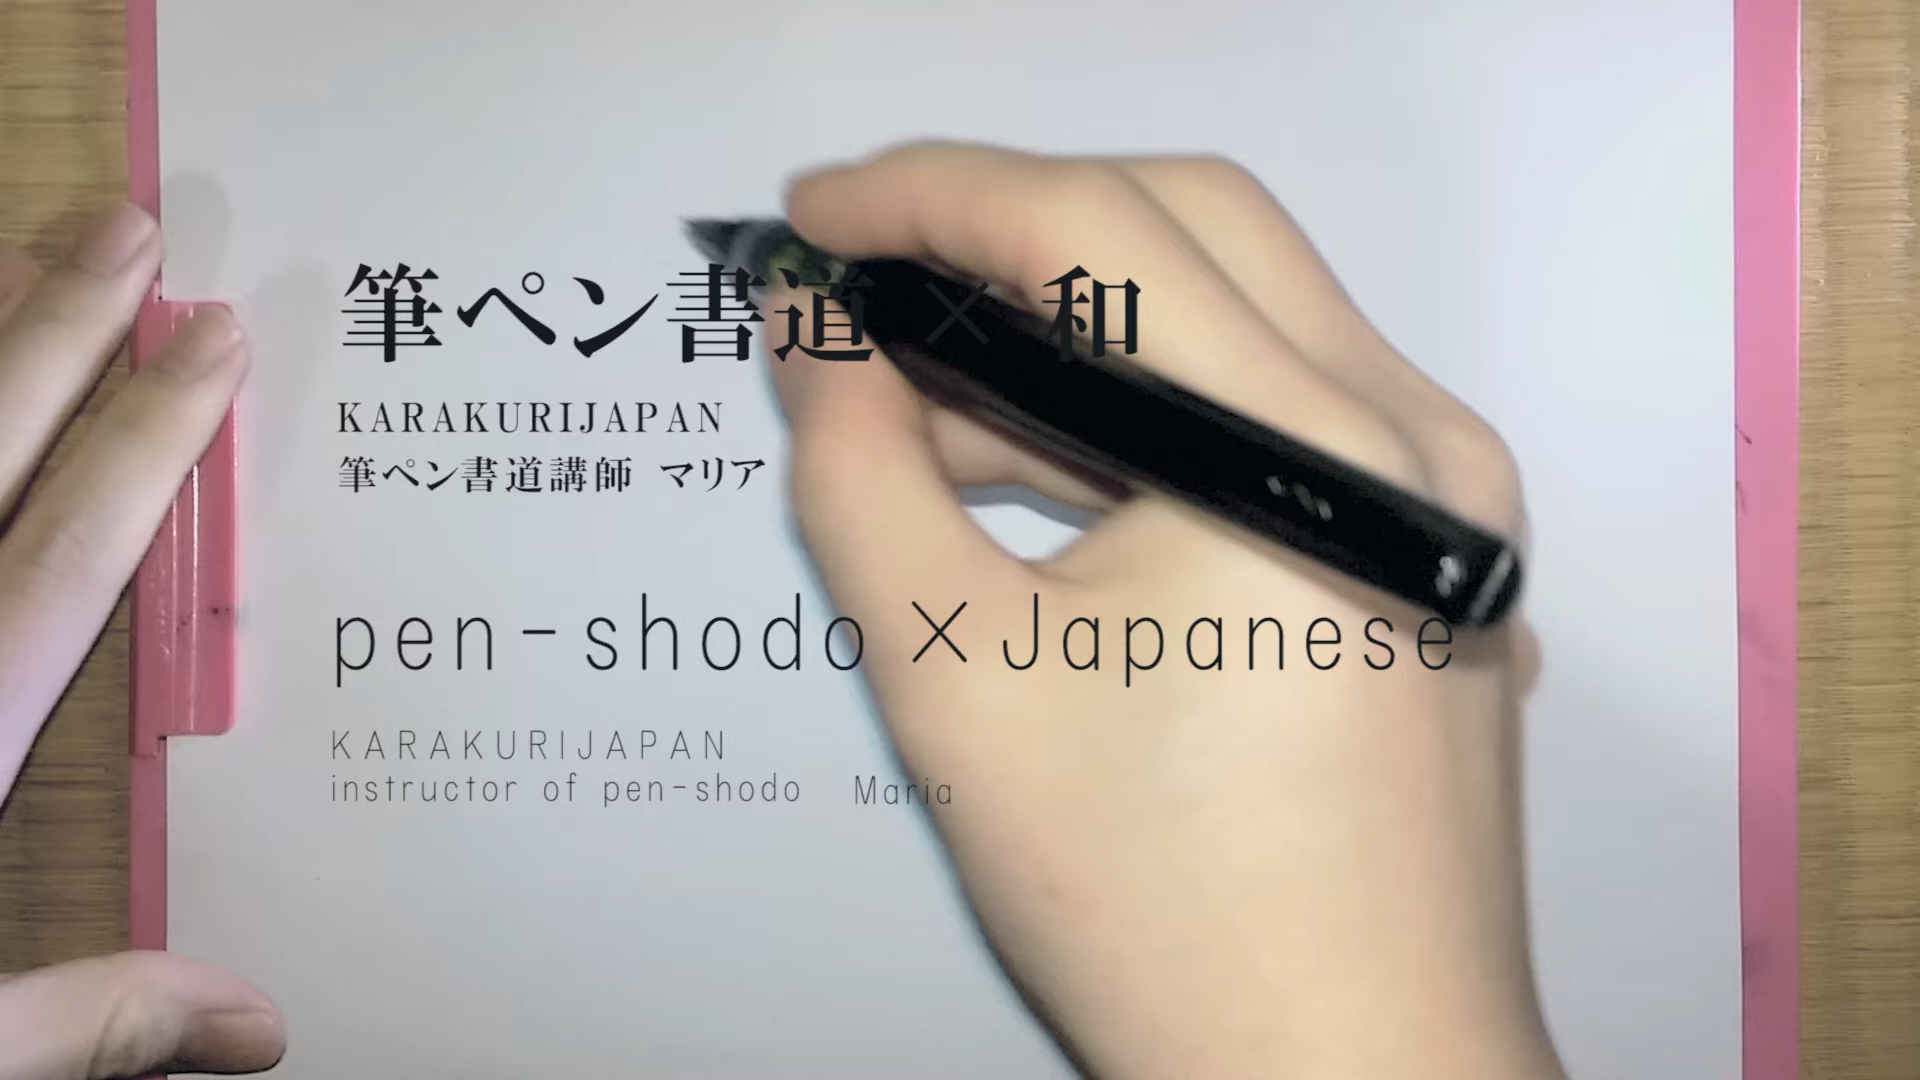 筆ペン書道 × 和
KARAKURIJAPAN
筆ペン書道講師 マリア
pen-shodo × Japanese
KARAKURIJAPAN
instructor of pen-shodo Maria